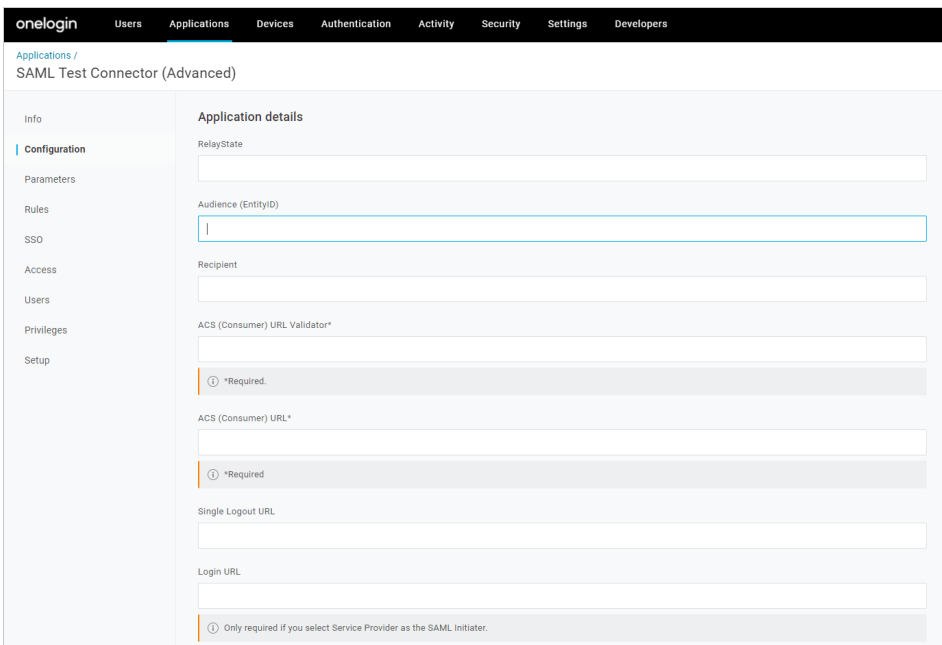 onelogin Users Applications Devices Authentication Activity Security Settings Developers
Applications /
SAML Test Connector (Advanced)
Info
Configuration
Parameters
Rules
SSO
Access
Users
Privileges
Setup
Application details
RelayState
Audience (EntityID)
Recipient
ACS (Consumer) URL Validator*
*Required.
ACS (Consumer) URL*
*Required
Single Logout URL
Login URL
Only required if you select Service Provider as the SAML Initiater.